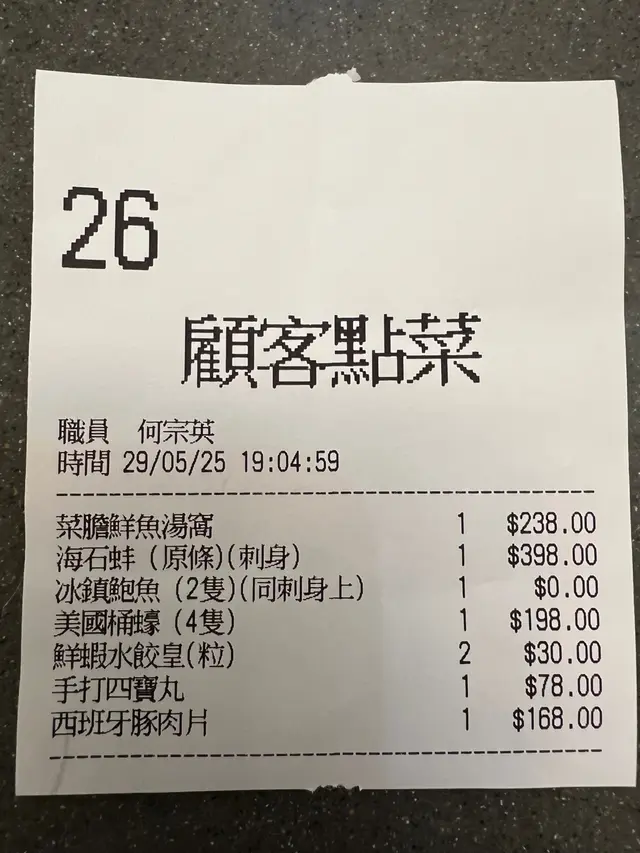 26
顧客點菜
職員 何宗英
時間 29/05/25 19:04:59
菜膽鮮魚湯窩 1 $238.00
海石蚌 (原條)(刺身) 1 $398.00
冰鎮鮑魚 (2隻)(同刺身上) 1 $0.00
美國桶蠔 (4隻) 1 $198.00
鮮蝦水餃皇(粒) 2 $30.00
手打四寶丸 1 $78.00
西班牙豚肉片 1 $168.00